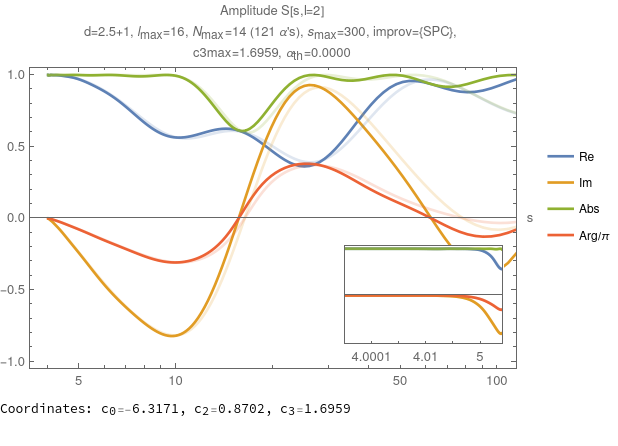 Amplitude S[s,l=2]
d=2.5+1, lmax=16, Nmax=14 (121 α's), smax=300, improv={SPC},
c3max=1.6959, αth=0.0000
1.0
0.5
0.0
−0.5
−1.0
5
10
50
100
s
Re
Im
Abs
Arg/π
4.0001
4.01
5
Coordinates: c0=-6.3171, c2=0.8702, c3=1.6959